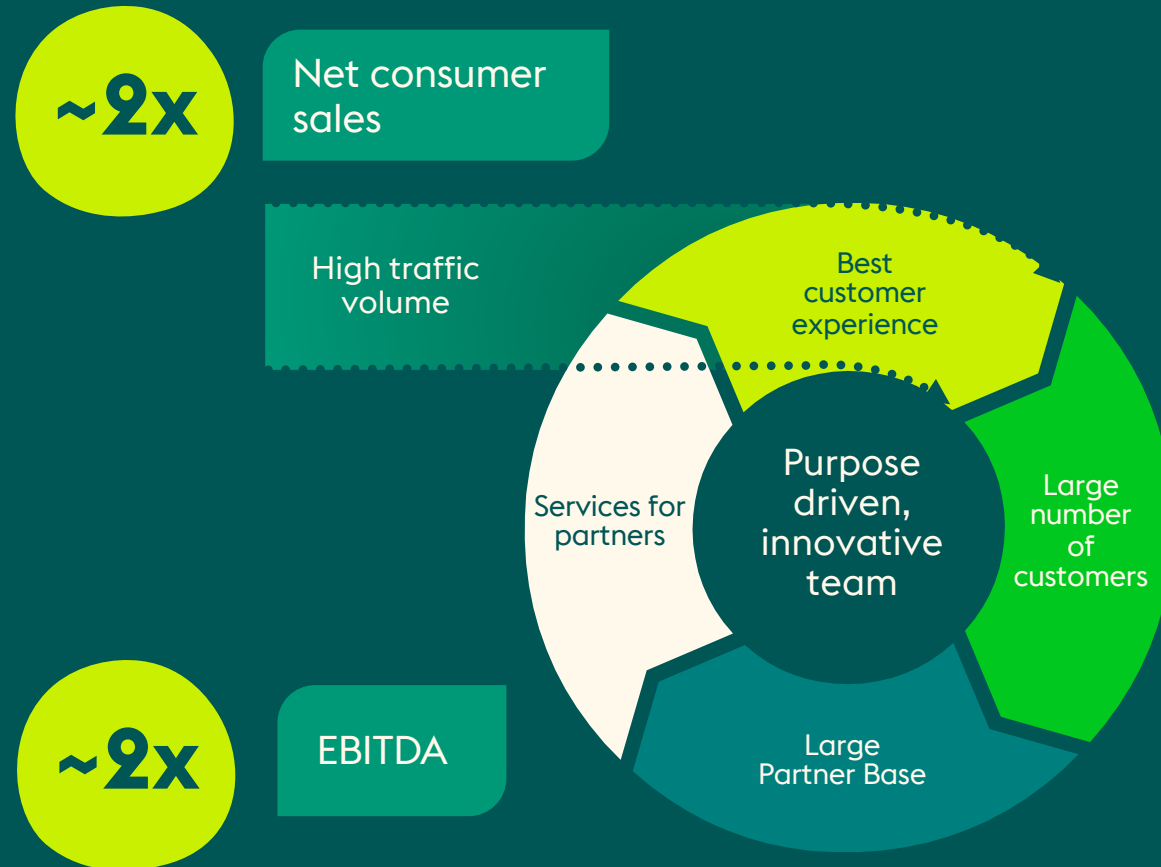 ~2x
Net consumer
sales
High traffic
volume
Best
customer
experience
Services for
partners
Purpose
driven,
innovative
team
Large
number
of
customers
Large
Partner Base
~2x
EBITDA